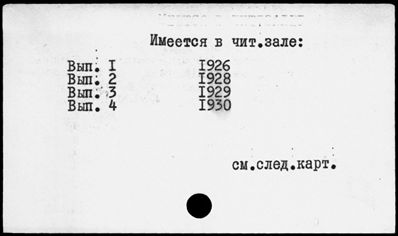 Имеется в чит.зале:
Вып. I 1926
Вып. 2 1928
Вып. 3 1929
Вып. 4 1930
см.след.карт.